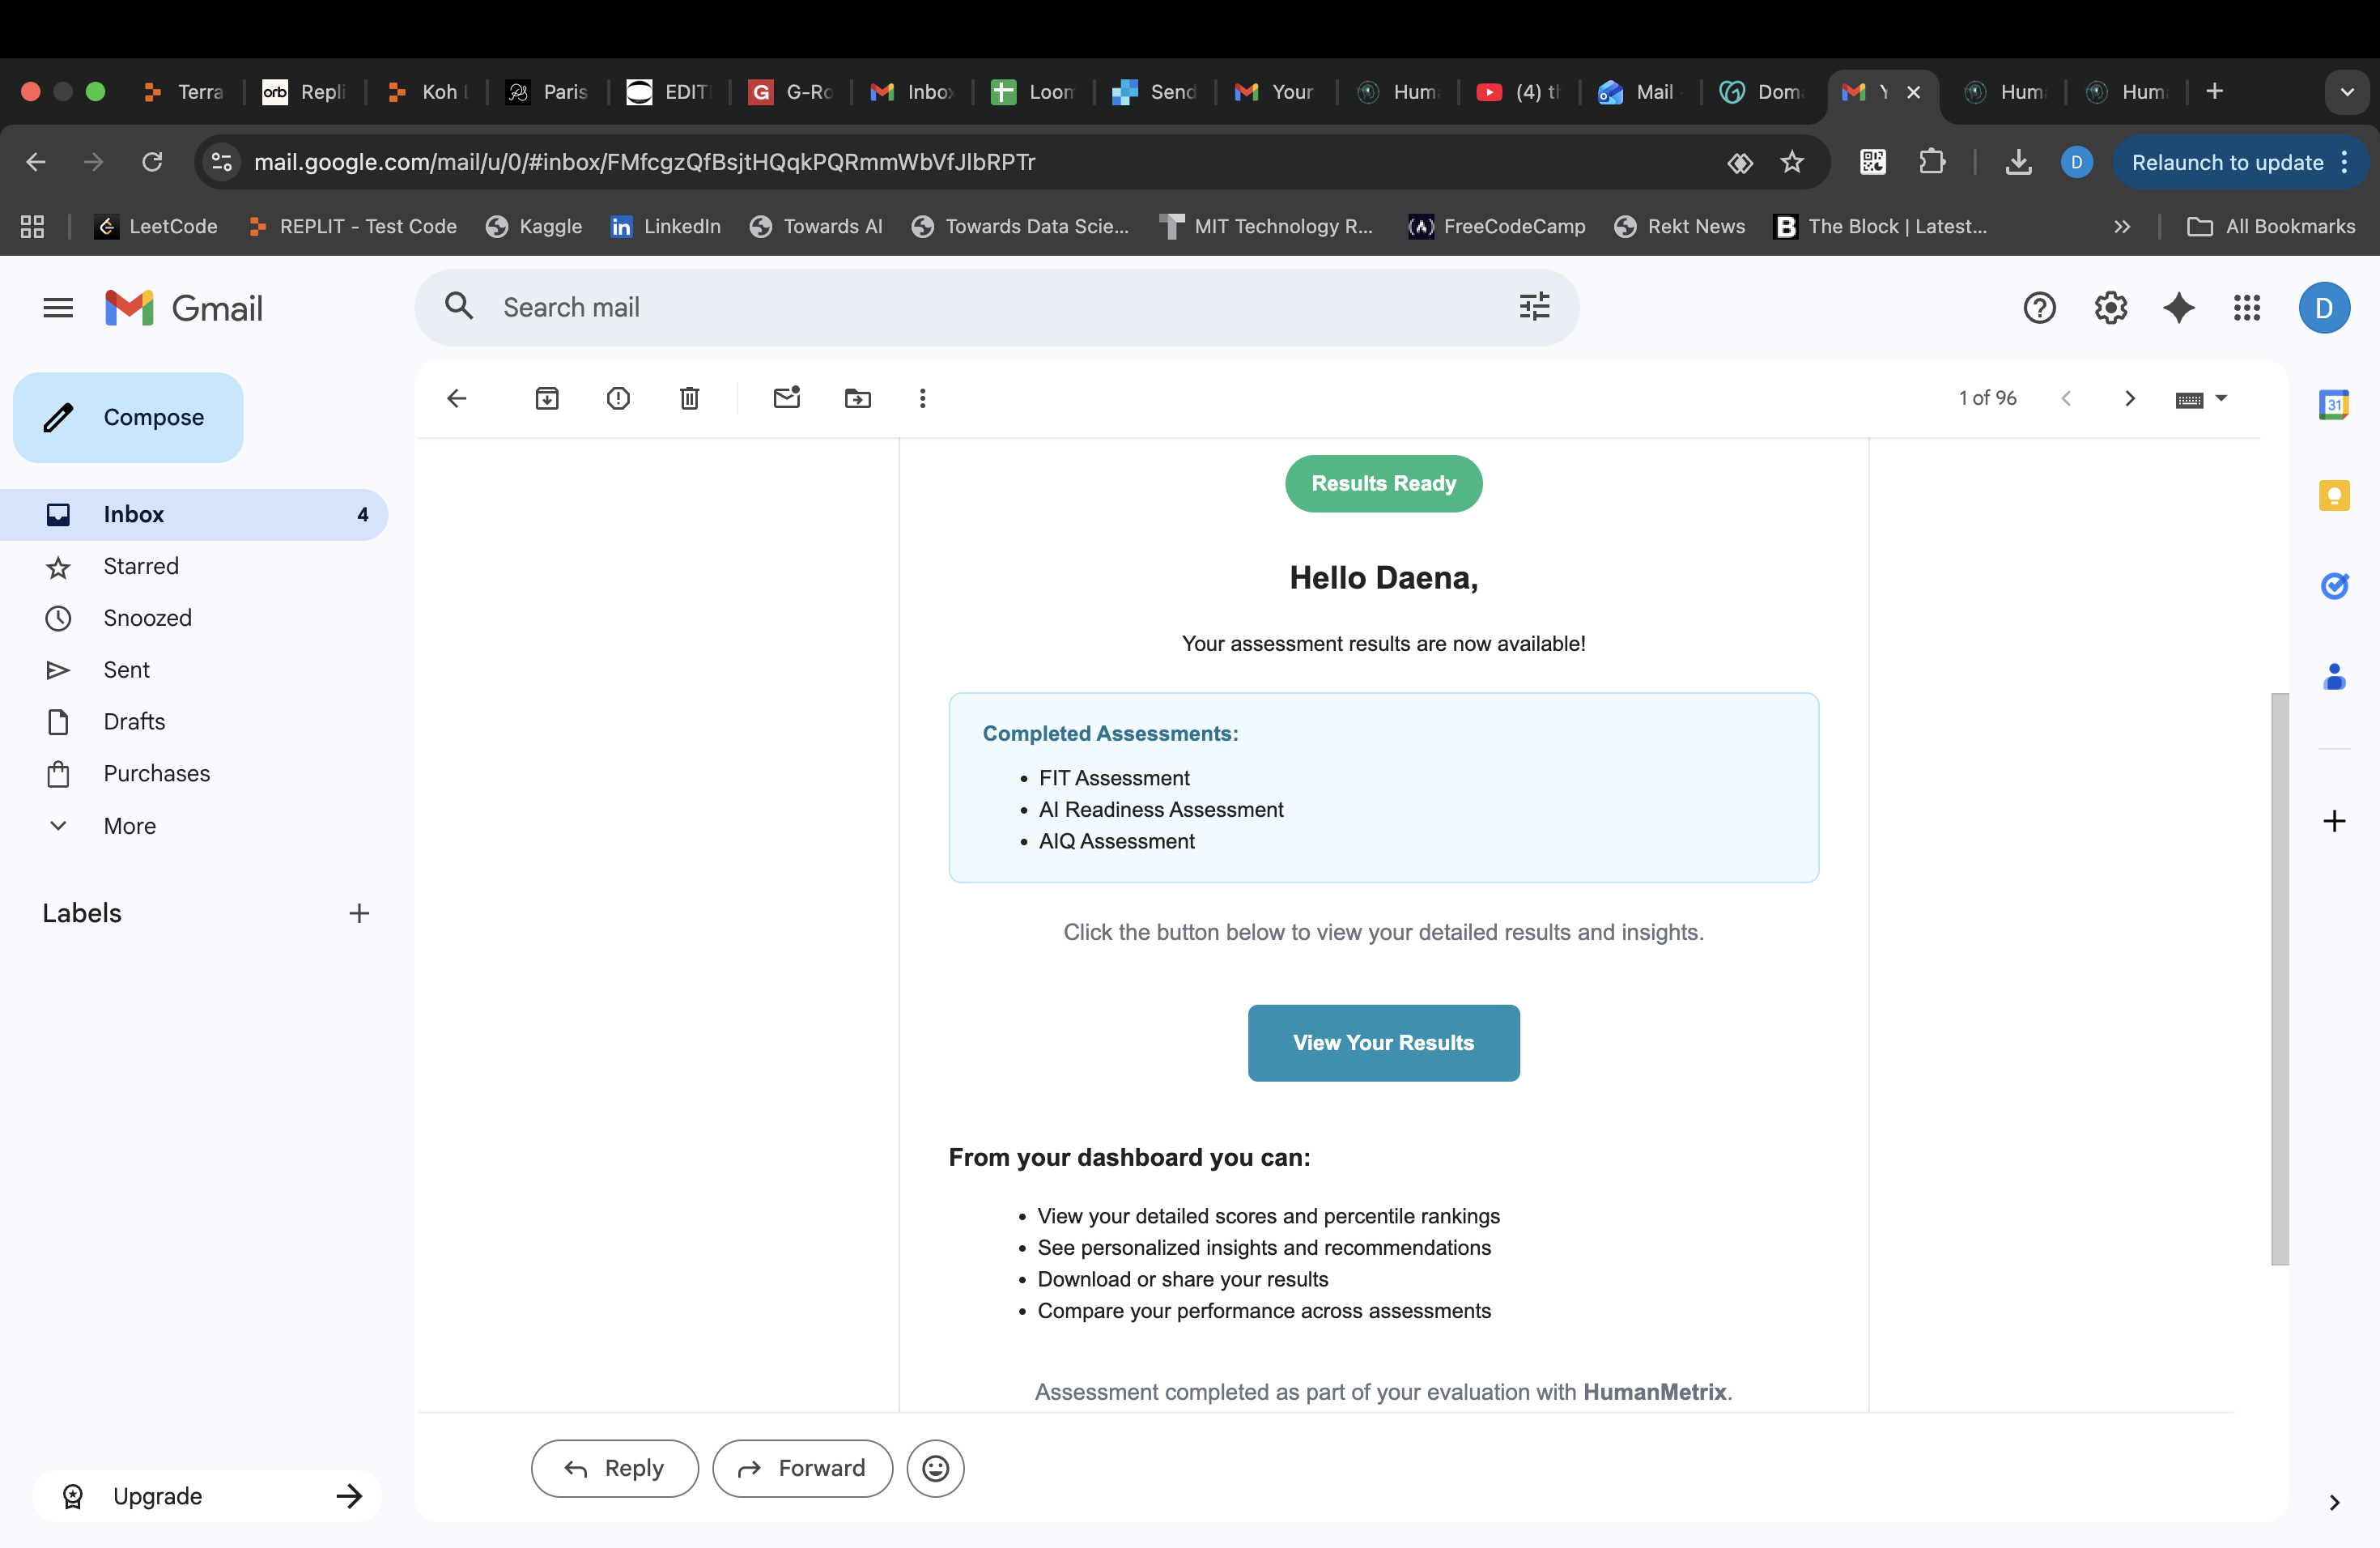 Terra
orb Repli
Koh L
Paris
EDIT
G G-Ro
Inbox
Loom
Send
Your
Hum
(4) th
Mail
Dom
Y
Hum
Hum
mail.google.com/mail/u/0/#inbox/FMfcgzQfBsjtHQqkPQRmmWbVfJlbRPTr
D
Relaunch to update
LeetCode
REPLIT - Test Code
Kaggle
in LinkedIn
Towards AI
Towards Data Scie...
MIT Technology R...
FreeCodeCamp
Rekt News
B The Block | Latest...
All Bookmarks
Gmail
Search mail
D
Compose
1 of 96
31
Inbox 4
Starred
Snoozed
Sent
Drafts
Purchases
More
Labels
Results Ready
Hello Daena,
Your assessment results are now available!
Completed Assessments:
• FIT Assessment
• AI Readiness Assessment
• AIQ Assessment
Click the button below to view your detailed results and insights.
View Your Results
From your dashboard you can:
• View your detailed scores and percentile rankings
• See personalized insights and recommendations
• Download or share your results
• Compare your performance across assessments
Assessment completed as part of your evaluation with HumanMetrix.
Reply
Forward
Upgrade